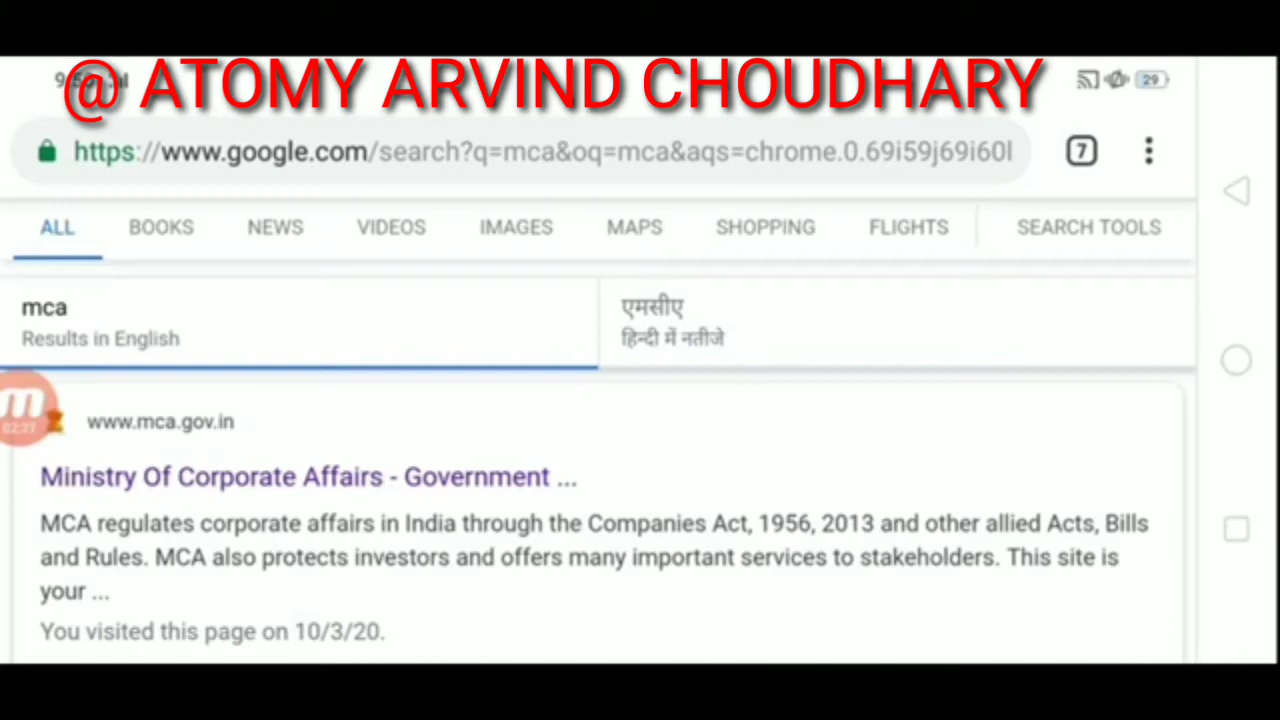 @ ATOMY ARVIND CHOUDHARY
29
https://www.google.com/search?q=mca&oq=mca&aqs=chrome.0.69i59j69i60l
7
ALL BOOKS NEWS VIDEOS IMAGES MAPS SHOPPING FLIGHTS SEARCH TOOLS
mca
Results in English
एमसीए
हिन्दी में नतीजे
www.mca.gov.in
Ministry Of Corporate Affairs - Government ...
MCA regulates corporate affairs in India through the Companies Act, 1956, 2013 and other allied Acts, Bills
and Rules. MCA also protects investors and offers many important services to stakeholders. This site is
your ...
You visited this page on 10/3/20.